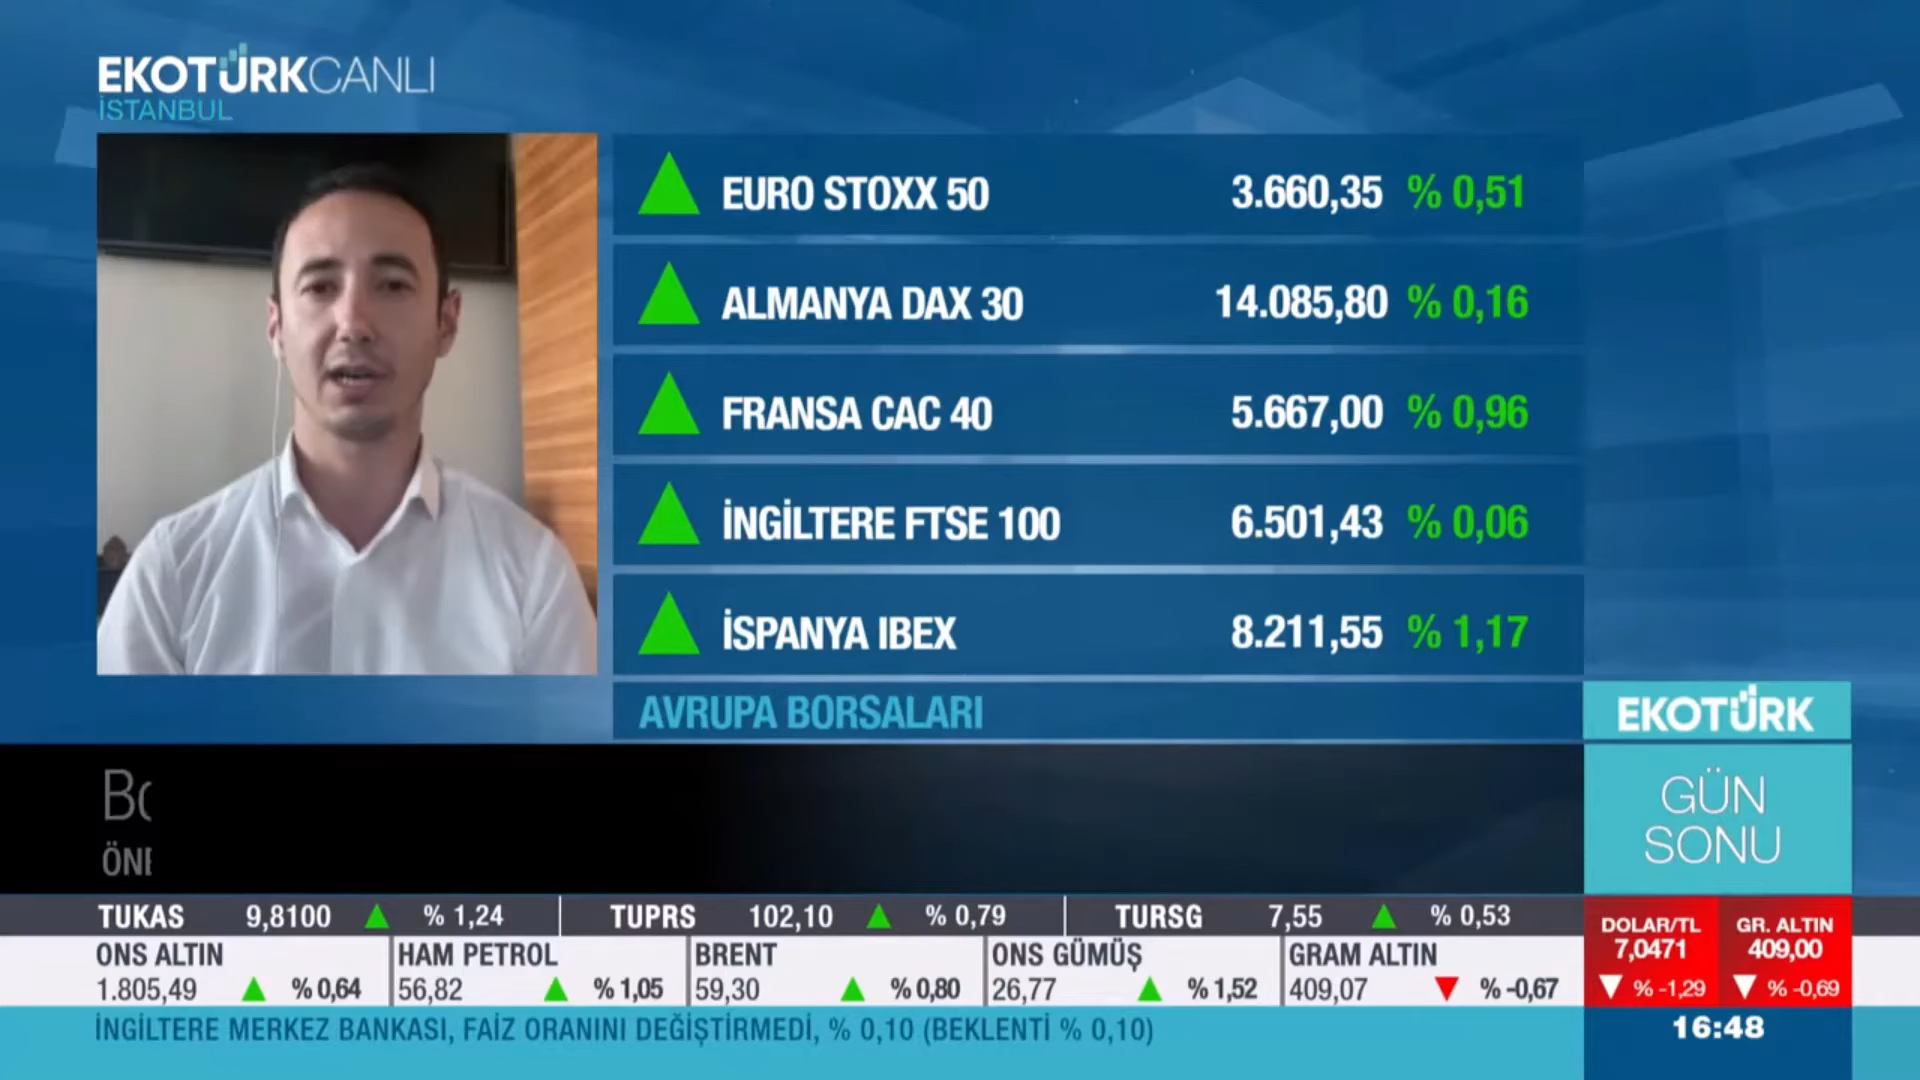 EKOTÜRKCANLI
İSTANBUL
EURO STOXX 50 3.660,35 % 0,51
ALMANYA DAX 30 14.085,80 % 0,16
FRANSA CAC 40 5.667,00 % 0,96
İNGİLTERE FTSE 100 6.501,43 % 0,06
İSPANYA IBEX 8.211,55 % 1,17
AVRUPA BORSALARI
EKOTÜRK
GÜN
SONU
TUKAS 9,8100 % 1,24 TUPRS 102,10 % 0,79 TURSG 7,55 % 0,53
ONS ALTIN HAM PETROL BRENT ONS GÜMÜŞ GRAM ALTIN
1.805,49 % 0,64 56,82 % 1,05 59,30 % 0,80 26,77 % 1,52 409,07 % -0,67
DOLAR/TL GR. ALTIN
7,0471 409,00
% -1,29 % -0,69
İNGİLTERE MERKEZ BANKASI, FAİZ ORANINI DEĞİŞTİRMEDİ, % 0,10 (BEKLENTİ % 0,10)
16:48